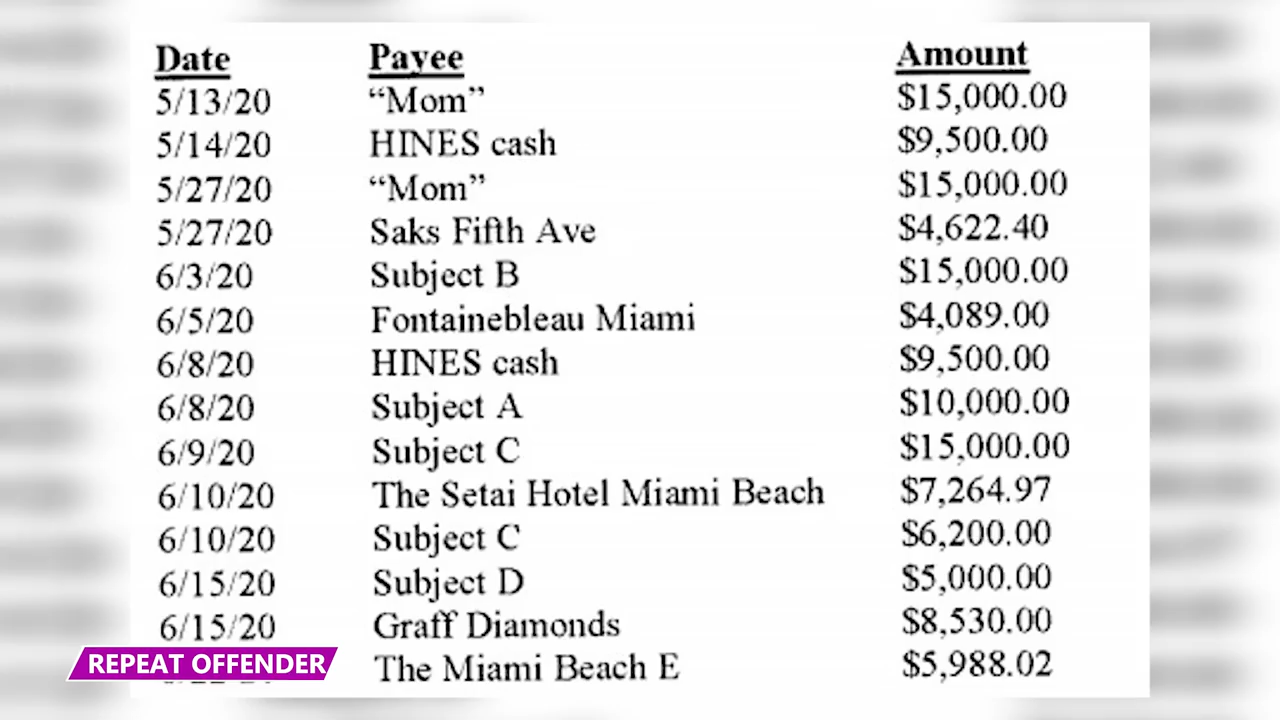 Date Payee Amount
5/13/20 “Mom” $15,000.00
5/14/20 HINES cash $9,500.00
5/27/20 “Mom” $15,000.00
5/27/20 Saks Fifth Ave $4,622.40
6/3/20 Subject B $15,000.00
6/5/20 Fontainebleau Miami $4,089.00
6/8/20 HINES cash $9,500.00
6/8/20 Subject A $10,000.00
6/9/20 Subject C $15,000.00
6/10/20 The Setai Hotel Miami Beach $7,264.97
6/10/20 Subject C $6,200.00
6/15/20 Subject D $5,000.00
6/15/20 Graff Diamonds $8,530.00
The Miami Beach E $5,988.02
REPEAT OFFENDER